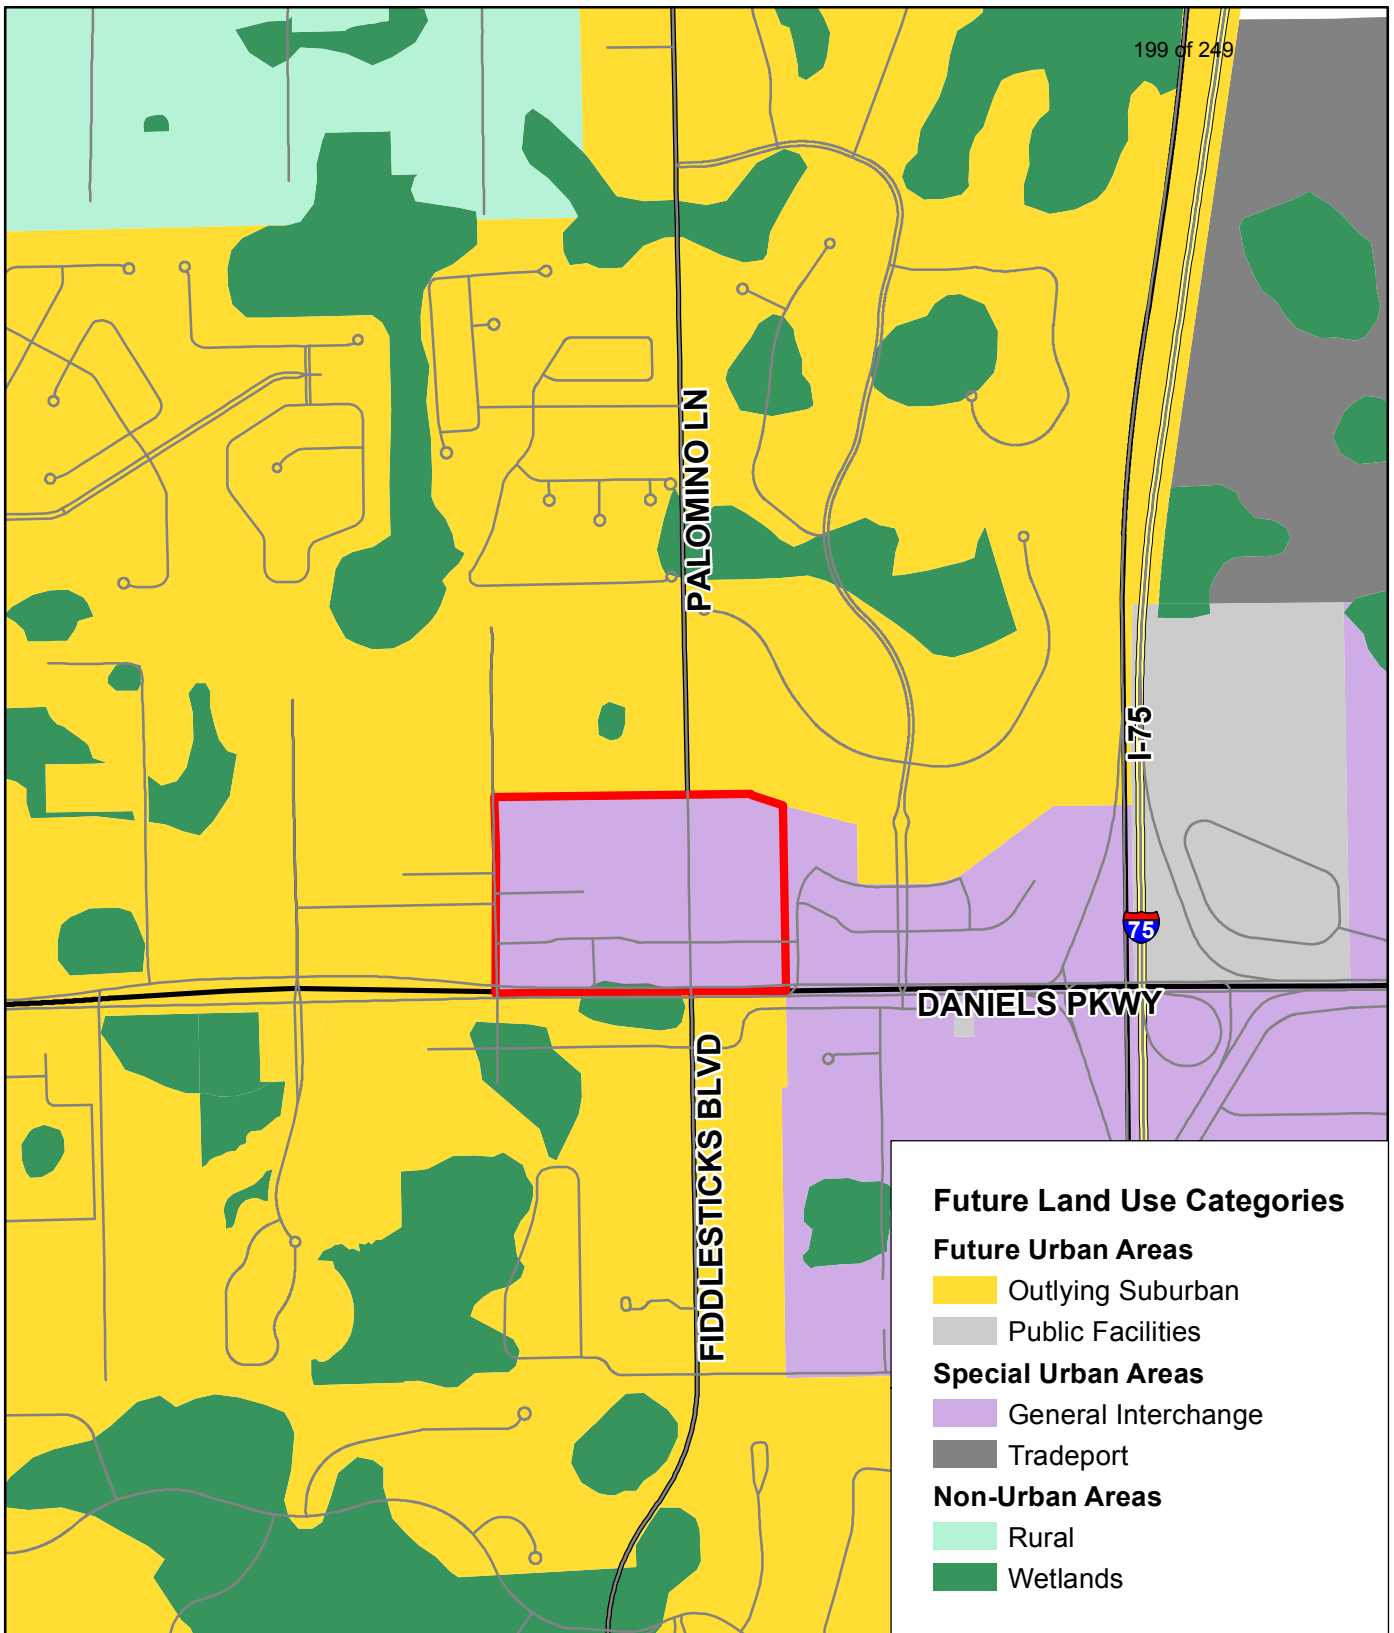 199 of 249
PALOMINO LN
I-75
75
DANIELS PKWY
FIDDLESTICKS BLVD
Future Land Use Categories
Future Urban Areas
Outlying Suburban
Public Facilities
Special Urban Areas
General Interchange
Tradeport
Non-Urban Areas
Rural
Wetlands